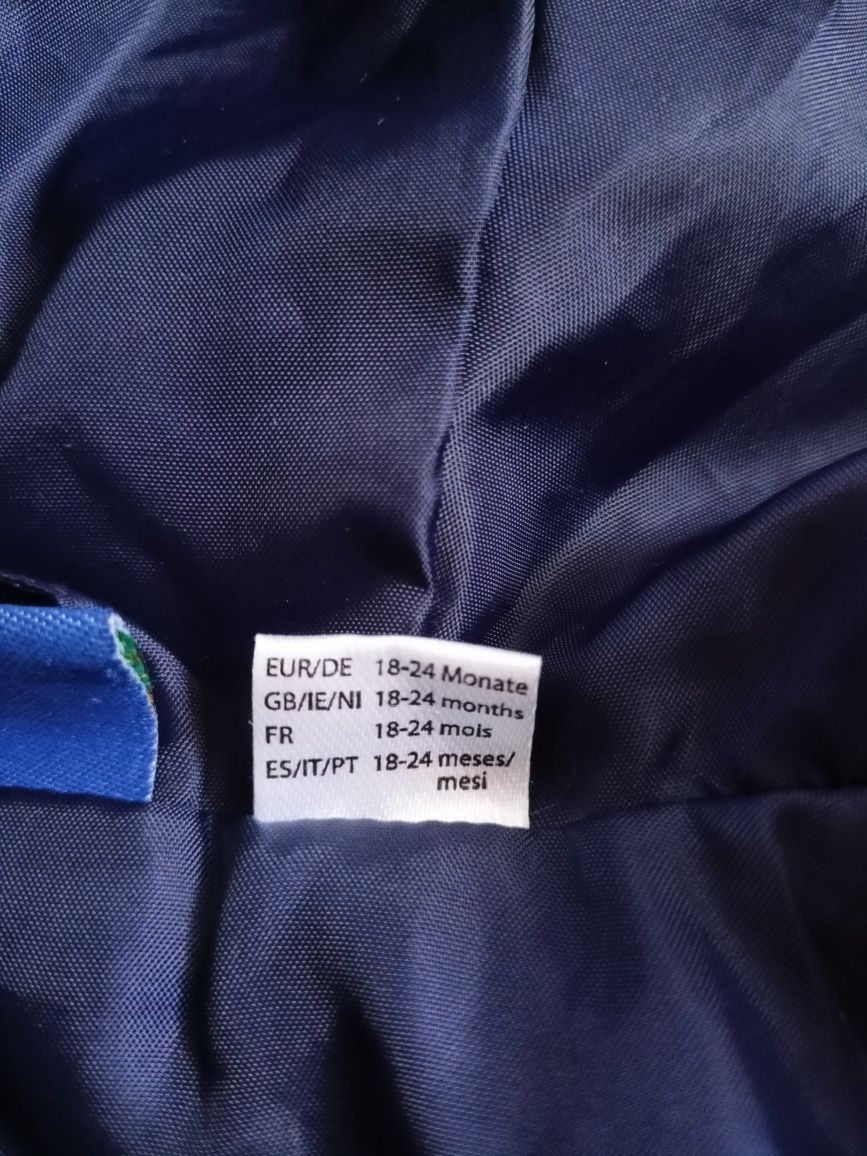 EUR/DE 18-24 Monate
GB/IE/NI 18-24 months
FR 18-24 mois
ES/IT/PT 18-24 meses/
mesi